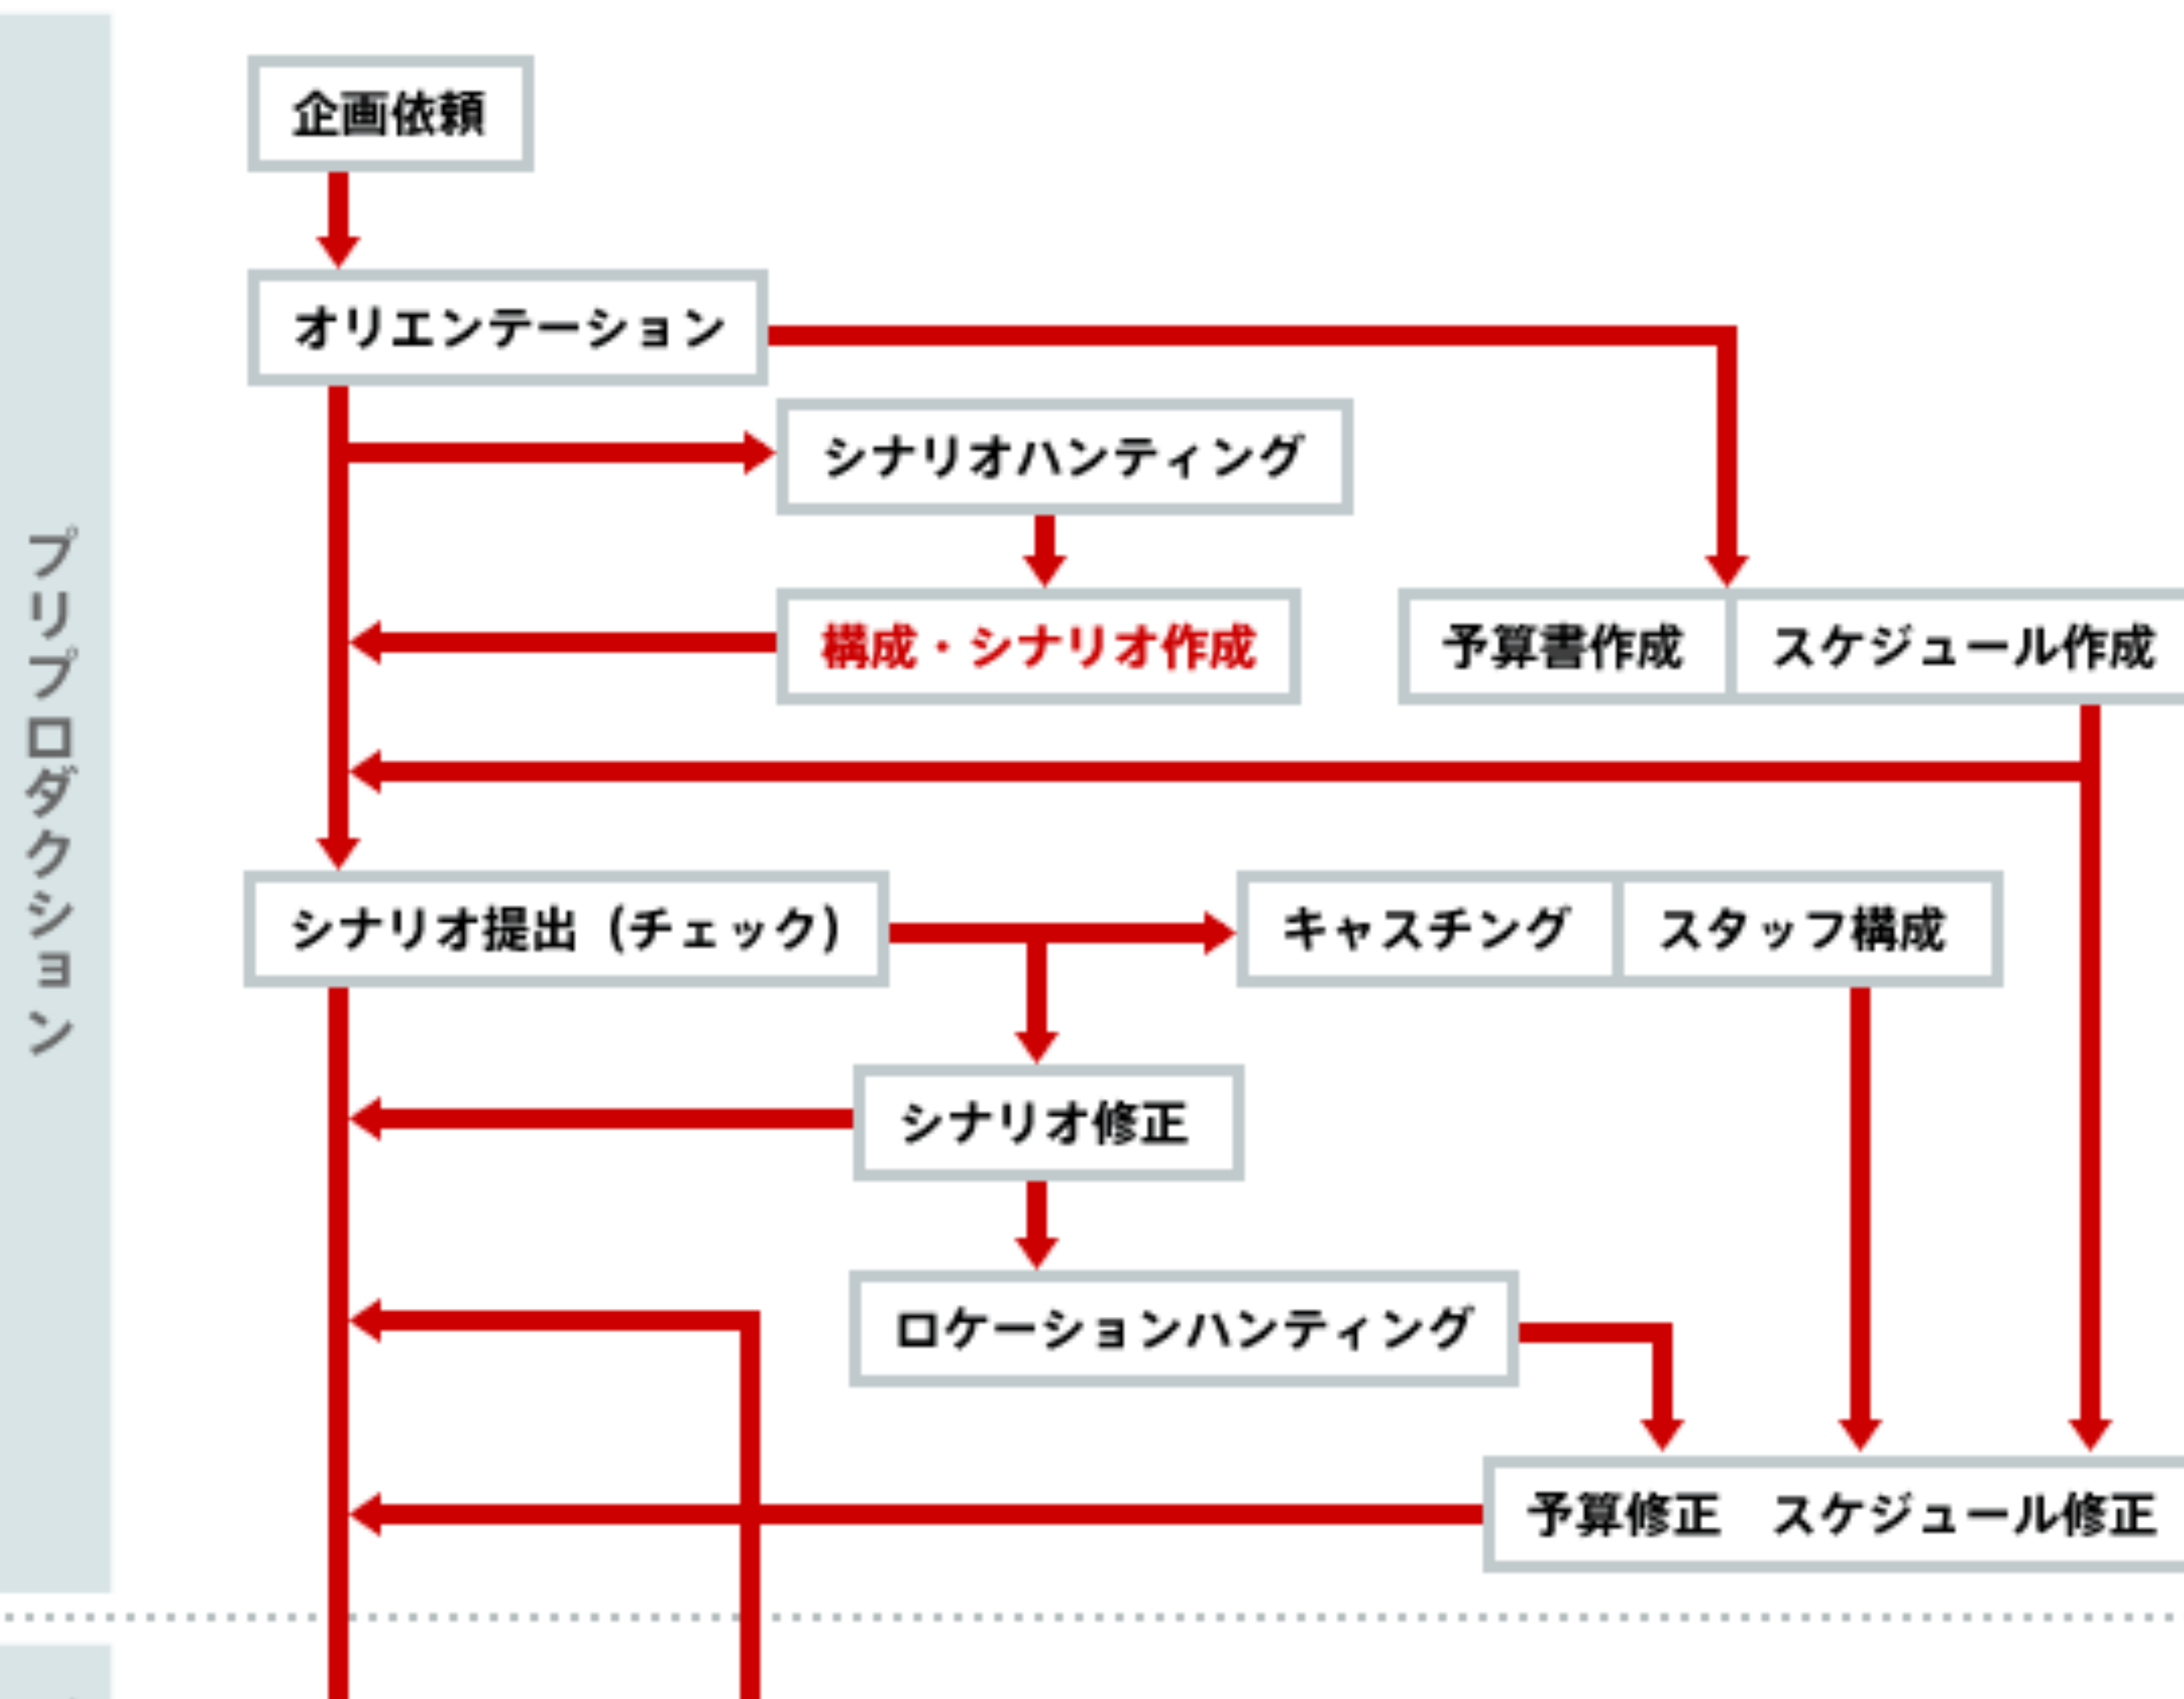 プリプロダクション
企画依頼
オリエンテーション
シナリオハンティング
構成・シナリオ作成
予算書作成
スケジュール作成
シナリオ提出（チェック）
キャスチング
スタッフ構成
シナリオ修正
ロケーションハンティング
予算修正　スケジュール修正